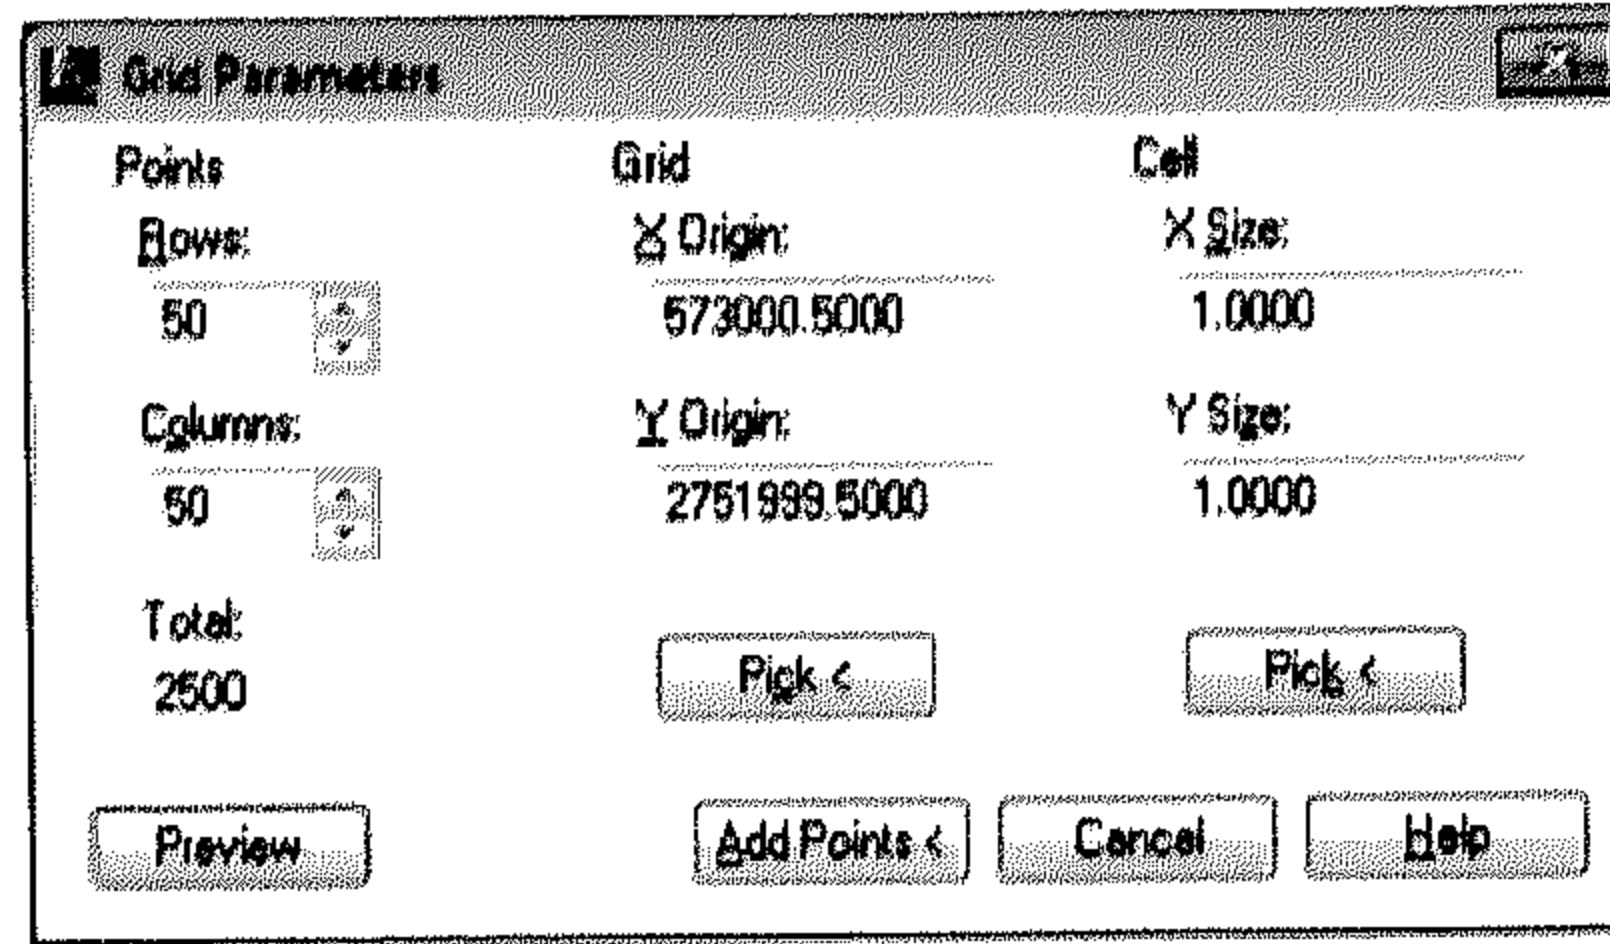 Grid Parameters
Points Grid Cell
Rows: X Origin: X Size:
50 573000.5000 1.0000
Columns: Y Origin: Y Size:
50 2751999.5000 1.0000
Total:
2500 Pick < Pick <
Preview Add Points < Cancel Help